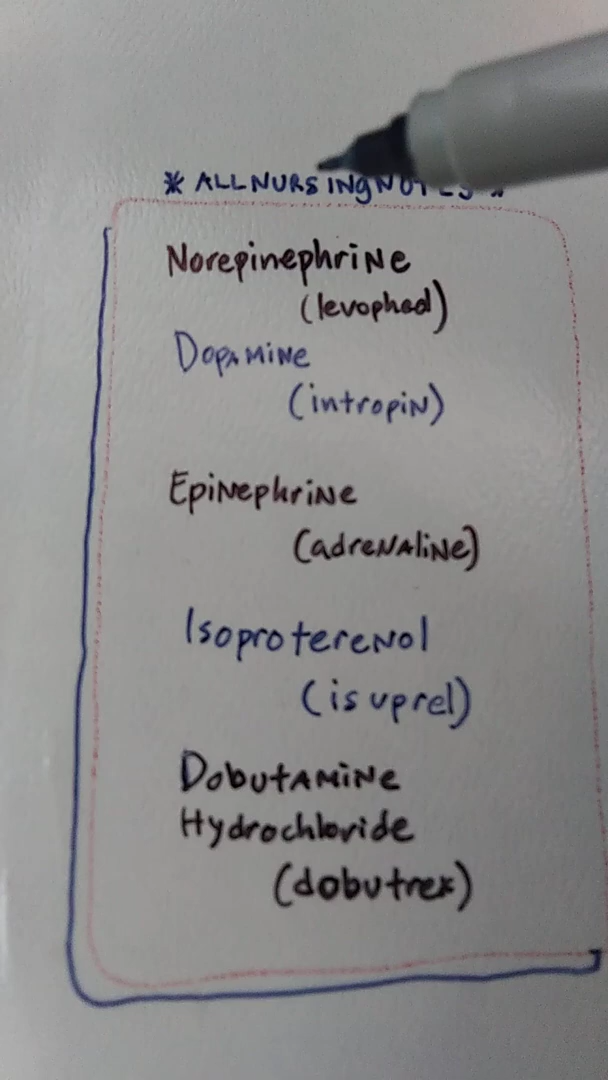 * ALLNURSINGNOTES *
Norepinephrine
(levophed)
Dopamine
(intropin)
Epinephrine
(adrenaline)
Isoproterenol
(isuprel)
Dobutamine
Hydrochloride
(dobutrex)